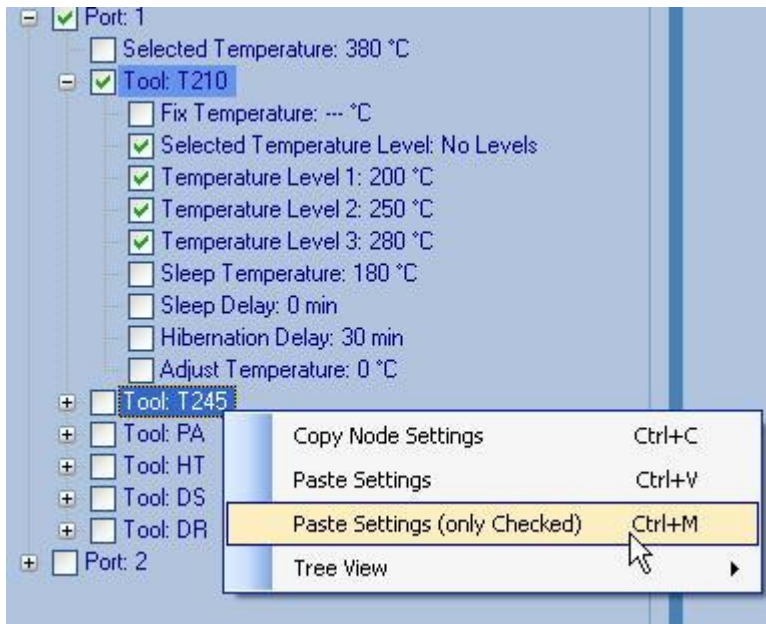 Port: 1
Selected Temperature: 380 °C
Tool: T210
Fix Temperature: --- °C
Selected Temperature Level: No Levels
Temperature Level 1: 200 °C
Temperature Level 2: 250 °C
Temperature Level 3: 280 °C
Sleep Temperature: 180 °C
Sleep Delay: 0 min
Hibernation Delay: 30 min
Adjust Temperature: 0 °C
Tool: T245
Tool: PA
Tool: HT
Tool: DS
Tool: DR
Port: 2
Copy Node Settings Ctrl+C
Paste Settings Ctrl+V
Paste Settings (only Checked) Ctrl+M
Tree View